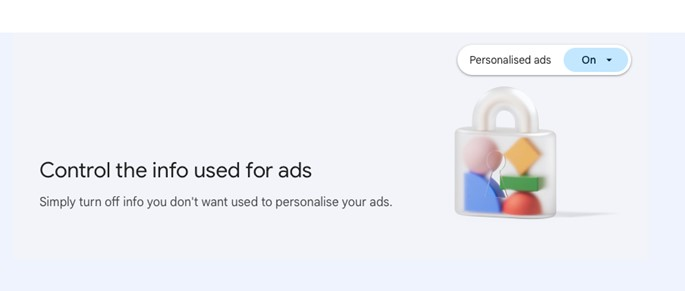 Personalised ads On
Control the info used for ads
Simply turn off info you don't want used to personalise your ads.